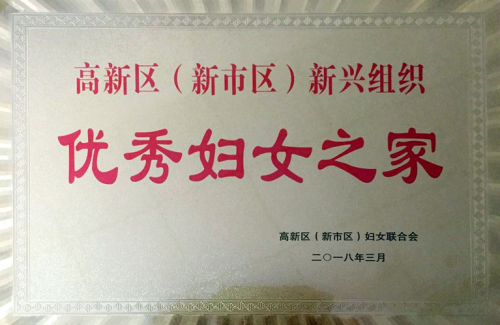 高新区（新市区）新兴组织
优秀妇女之家
高新区（新市区）妇女联合会
二〇一八年三月